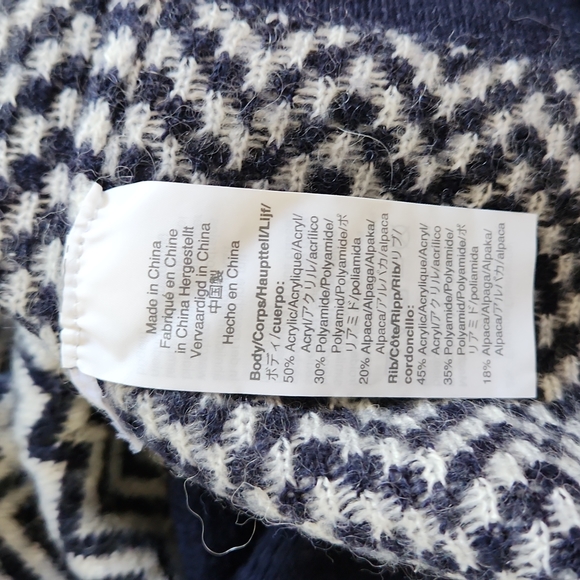 Made in China
Fabriqué en Chine
in China Hergestellt
Vervaardigd in China
中国製
Hecho en China
Body/Corps/Hauptteil/Lijf/
ボディ/cuerpo:
50% Acrylic/Acrylique/Acryl/
Acryl/アクリル/acrílico
30% Polyamide/Polyamide/
Polyamid/Polyamide/ポ
リアミド/poliamida
20% Alpaca/Alpaga/Alpaka/
Alpaca/アルパカ/alpaca
Rib/Côte/Ripp/Rib/リブ/
cordoncillo:
45% Acrylic/Acrylique/Acryl/
Acryl/アクリル/acrílico
35% Polyamide/Polyamide/
Polyamid/Polyamide/ポ
リアミド/poliamida
18% Alpaca/Alpaga/Alpaka/
Alpaca/アルパカ/alpaca